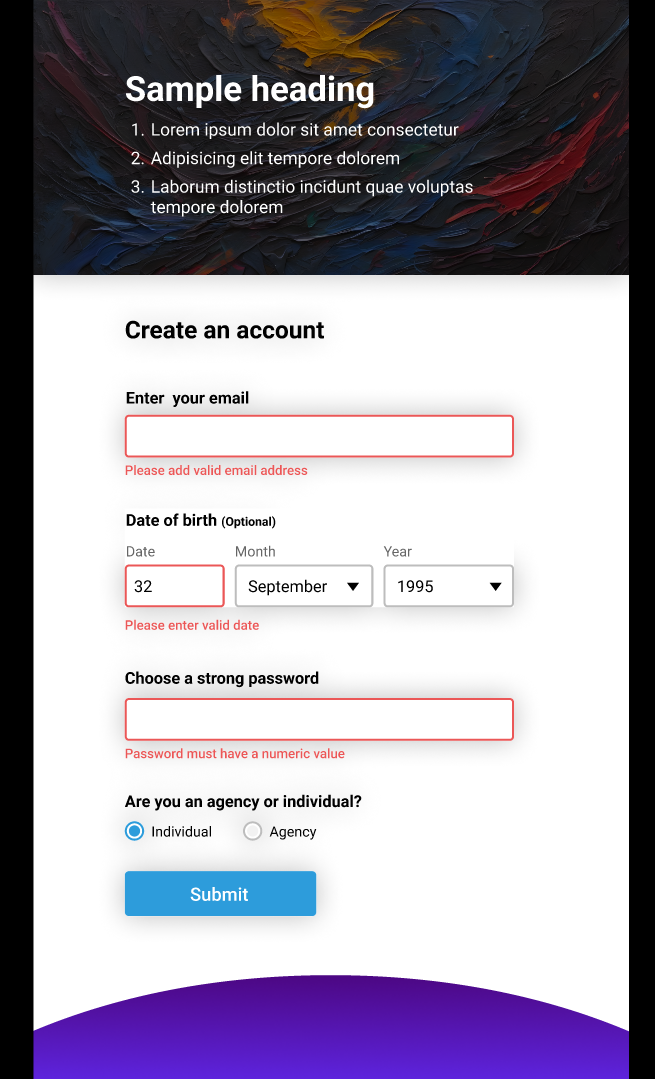 Sample heading
1. Lorem ipsum dolor sit amet consectetur
2. Adipisicing elit tempore dolorem
3. Laborum distinctio incidunt quae voluptas
tempore dolorem
Create an account
Enter  your email
Please add valid email address
Date of birth (Optional)
Date Month Year
32 September 1995
Please enter valid date
Choose a strong password
Password must have a numeric value
Are you an agency or individual?
Individual Agency
Submit